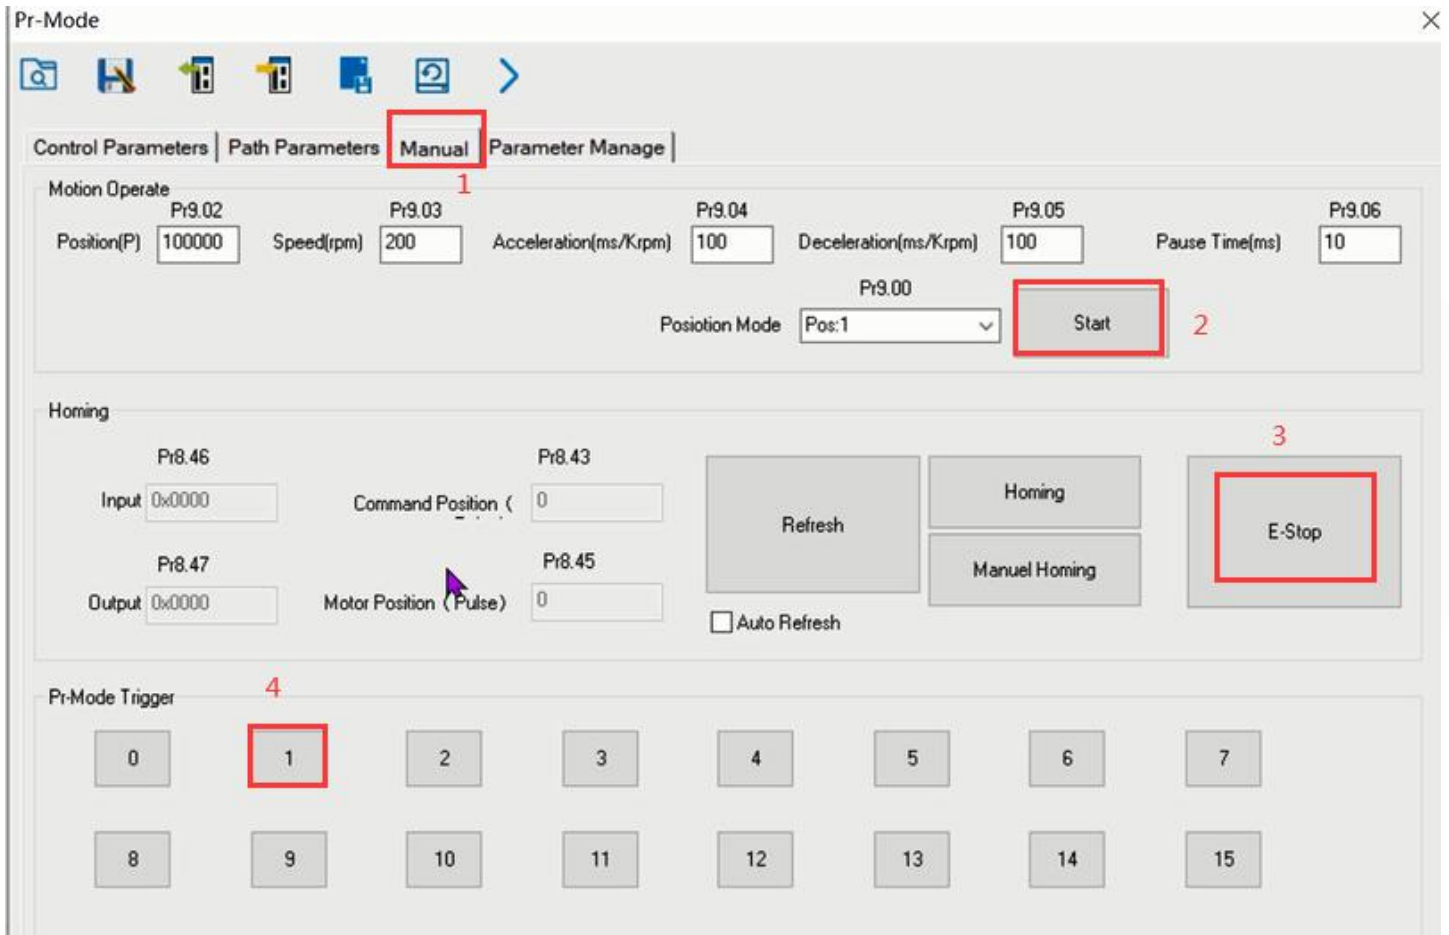 Pr-Mode
Control Parameters Path Parameters Manual Parameter Manage
1
Motion Operate
Pr9.02 Pr9.03 Pr9.04 Pr9.05 Pr9.06
Position(P) 100000 Speed(rpm) 200 Acceleration(ms/Krpm) 100 Deceleration(ms/Krpm) 100 Pause Time(ms) 10
Pr9.00
Posiotion Mode Pos:1 Start 2
Homing
3
Pr8.46 Pr8.43
Input 0x0000 Command Position ( 0
Refresh Homing E-Stop
Pr8.47 Pr8.45
Manuel Homing
Output 0x0000 Motor Position (Pulse) 0
Auto Refresh
4
Pr-Mode Trigger
0 1 2 3 4 5 6 7
8 9 10 11 12 13 14 15